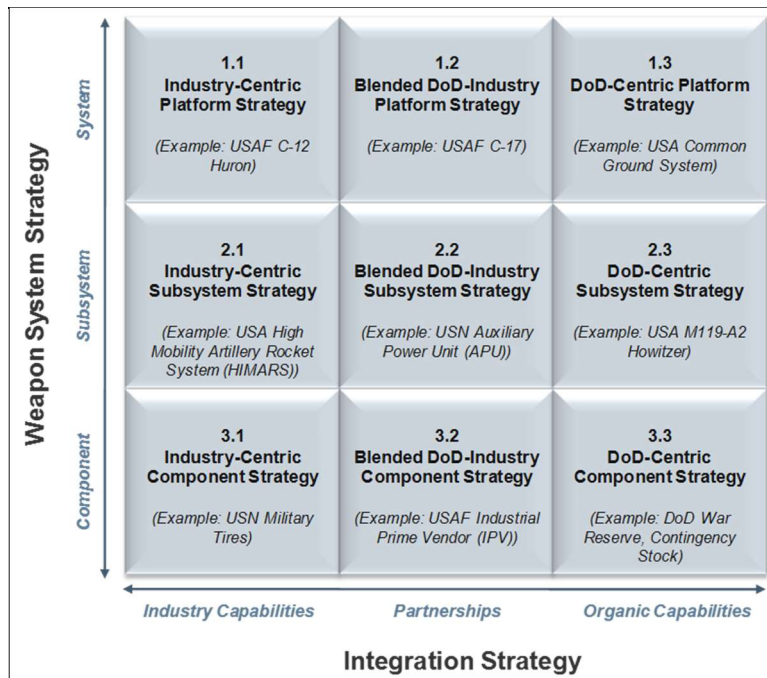 Weapon System Strategy
System
Subsystem
Component
1.1
Industry-Centric
Platform Strategy
(Example: USAF C-12
Huron)
1.2
Blended DoD-Industry
Platform Strategy
(Example: USAF C-17)
1.3
DoD-Centric Platform
Strategy
(Example: USA Common
Ground System)
2.1
Industry-Centric
Subsystem Strategy
(Example: USA High
Mobility Artillery Rocket
System (HIMARS))
2.2
Blended DoD-Industry
Subsystem Strategy
(Example: USN Auxiliary
Power Unit (APU))
2.3
DoD-Centric
Subsystem Strategy
(Example: USA M119-A2
Howitzer)
3.1
Industry-Centric
Component Strategy
(Example: USN Military
Tires)
3.2
Blended DoD-Industry
Component Strategy
(Example: USAF Industrial
Prime Vendor (IPV))
3.3
DoD-Centric
Component Strategy
(Example: DoD War
Reserve, Contingency
Stock)
Industry Capabilities
Partnerships
Organic Capabilities
Integration Strategy